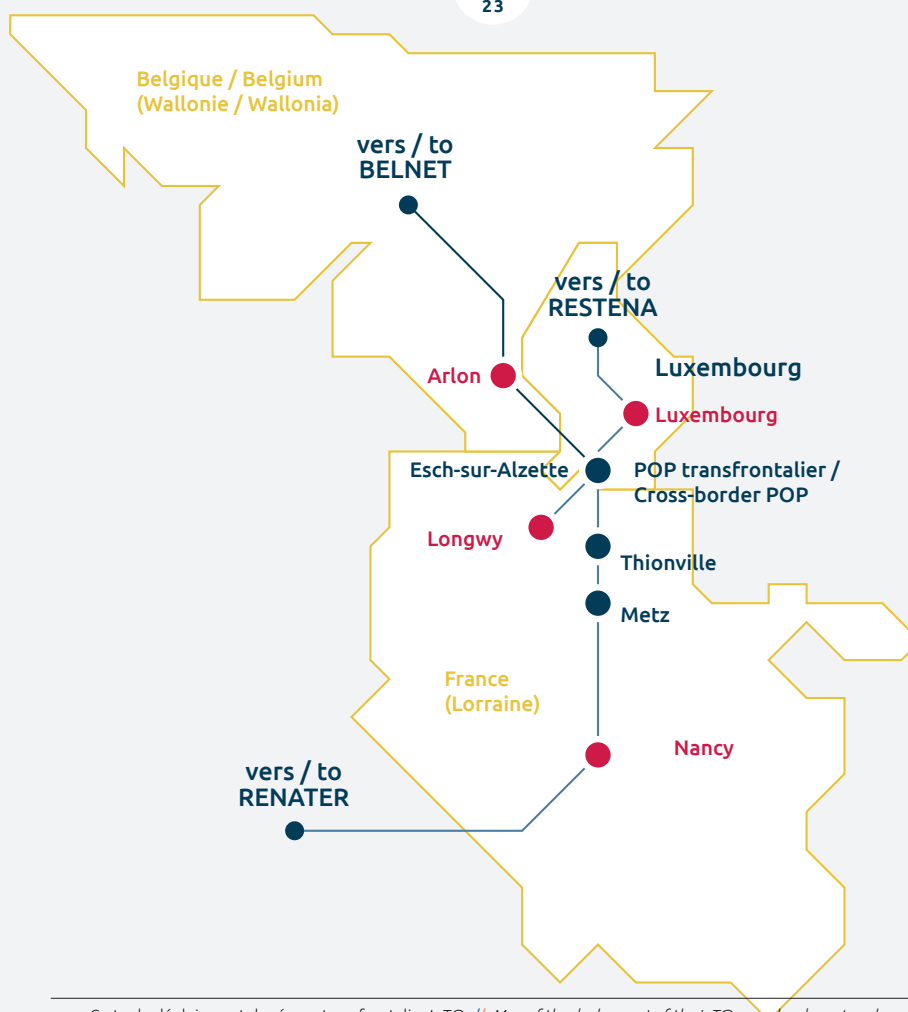 23
Belgique / Belgium
(Wallonie / Wallonia)
vers / to
BELNET
vers / to
RESTENA
Luxembourg
Arlon
Luxembourg
Esch-sur-Alzette
POP transfrontalier /
Cross-border POP
Longwy
Thionville
Metz
France
(Lorraine)
Nancy
vers / to
RENATER